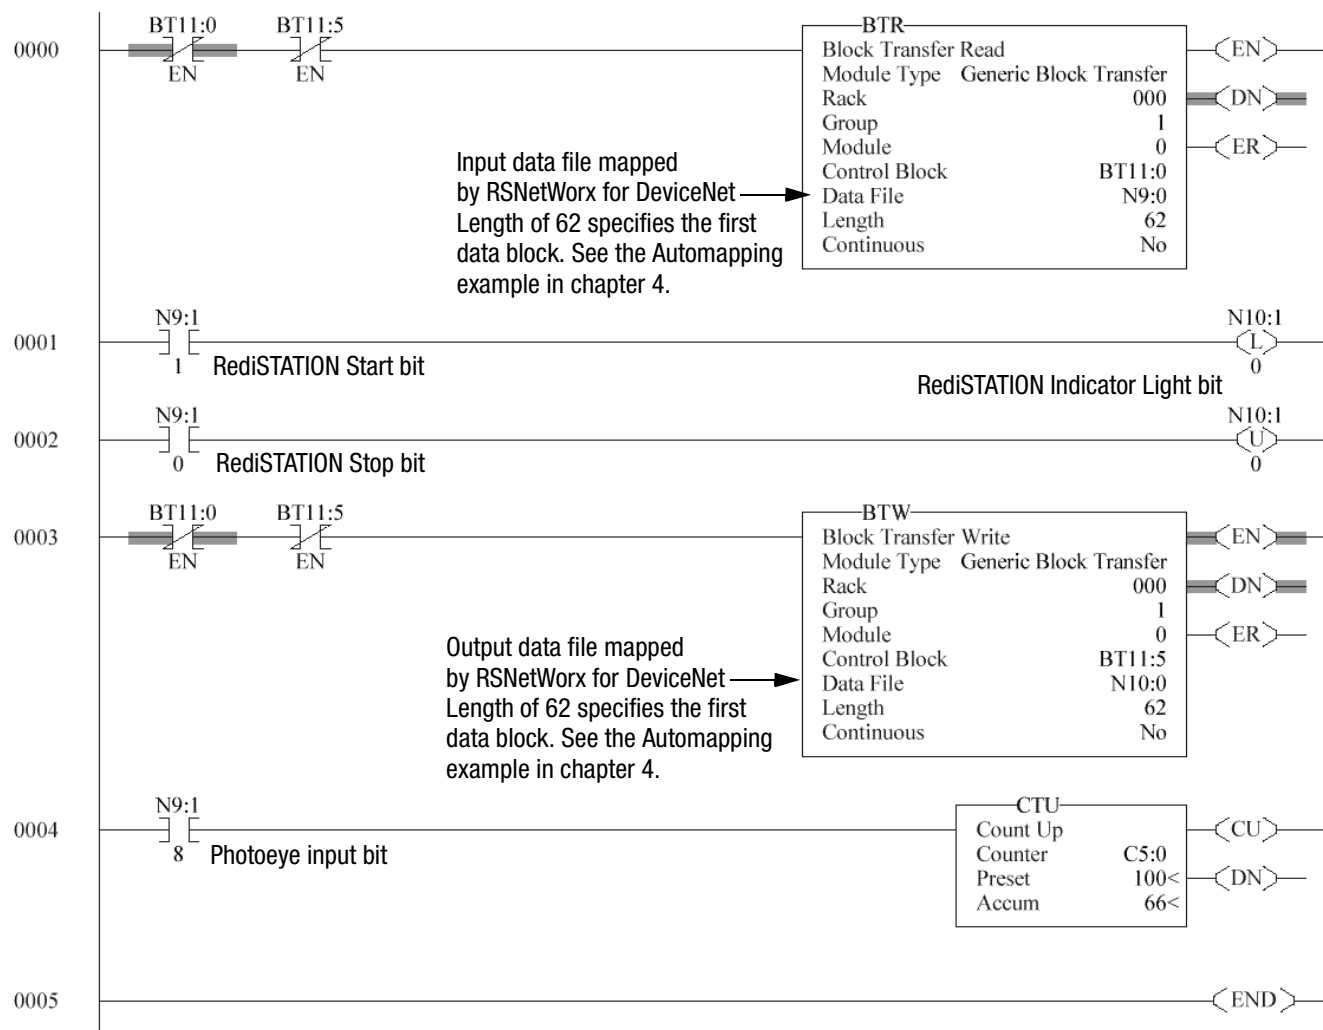 BT11:0 BT11:5 BTR
0000 EN EN Block Transfer Read EN
Module Type Generic Block Transfer
Rack 000 DN
Group 1
Module 0 ER
Control Block BT11:0
Data File N9:0
Length 62
Continuous No
Input data file mapped
by RSNetWorx for DeviceNet
Length of 62 specifies the first
data block. See the Automapping
example in chapter 4.
N9:1 N10:1
0001 L
1 RediSTATION Start bit 0
RediSTATION Indicator Light bit
N9:1 N10:1
0002 U
0 RediSTATION Stop bit 0
BT11:0 BT11:5 BTW
0003 EN EN Block Transfer Write EN
Module Type Generic Block Transfer
Rack 000 DN
Group 1
Module 0 ER
Control Block BT11:5
Data File N10:0
Length 62
Continuous No
Output data file mapped
by RSNetWorx for DeviceNet
Length of 62 specifies the first
data block. See the Automapping
example in chapter 4.
N9:1 CTU
0004 Count Up CU
8 Photoeye input bit
Counter C5:0
Preset 100< DN
Accum 66<
0005 END